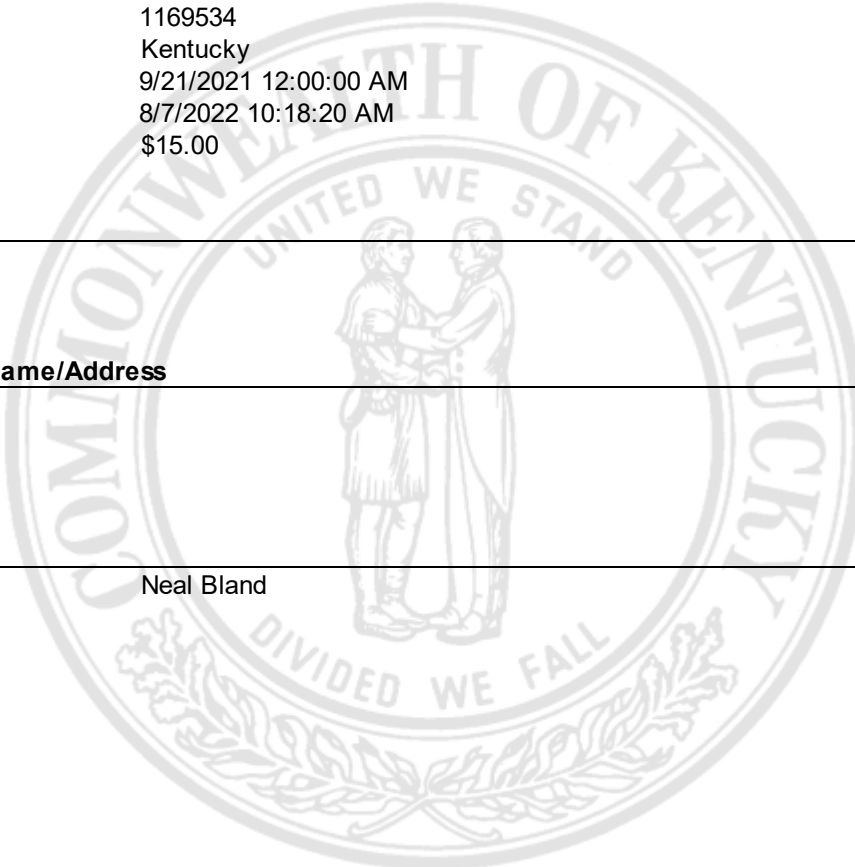 1169534
Kentucky
9/21/2021 12:00:00 AM
8/7/2022 10:18:20 AM
$15.00
COMMONWEALTH OF KENTUCKY
UNITED WE STAND
ame/Address
Neal Bland
DIVIDED WE FALL